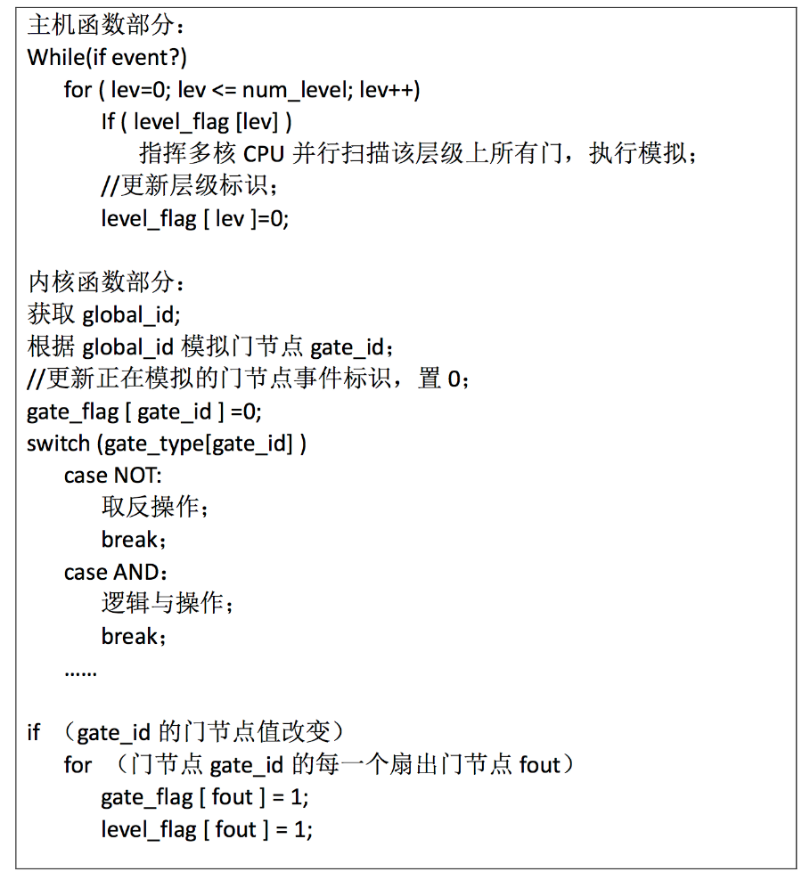 主机函数部分：
While(if event?)
for ( lev=0; lev <= num_level; lev++)
If ( level_flag [lev] )
指挥多核 CPU 并行扫描该层级上所有门，执行模拟；
//更新层级标识；
level_flag [ lev ]=0;
内核函数部分：
获取 global_id;
根据 global_id 模拟门节点 gate_id；
//更新正在模拟的门节点事件标识，置 0；
gate_flag [ gate_id ] =0;
switch (gate_type[gate_id] )
case NOT:
取反操作；
break；
case AND：
逻辑与操作；
break；
……
if （gate_id 的门节点值改变）
for （门节点 gate_id 的每一个扇出门节点 fout）
gate_flag [ fout ] = 1;
level_flag [ fout ] = 1;